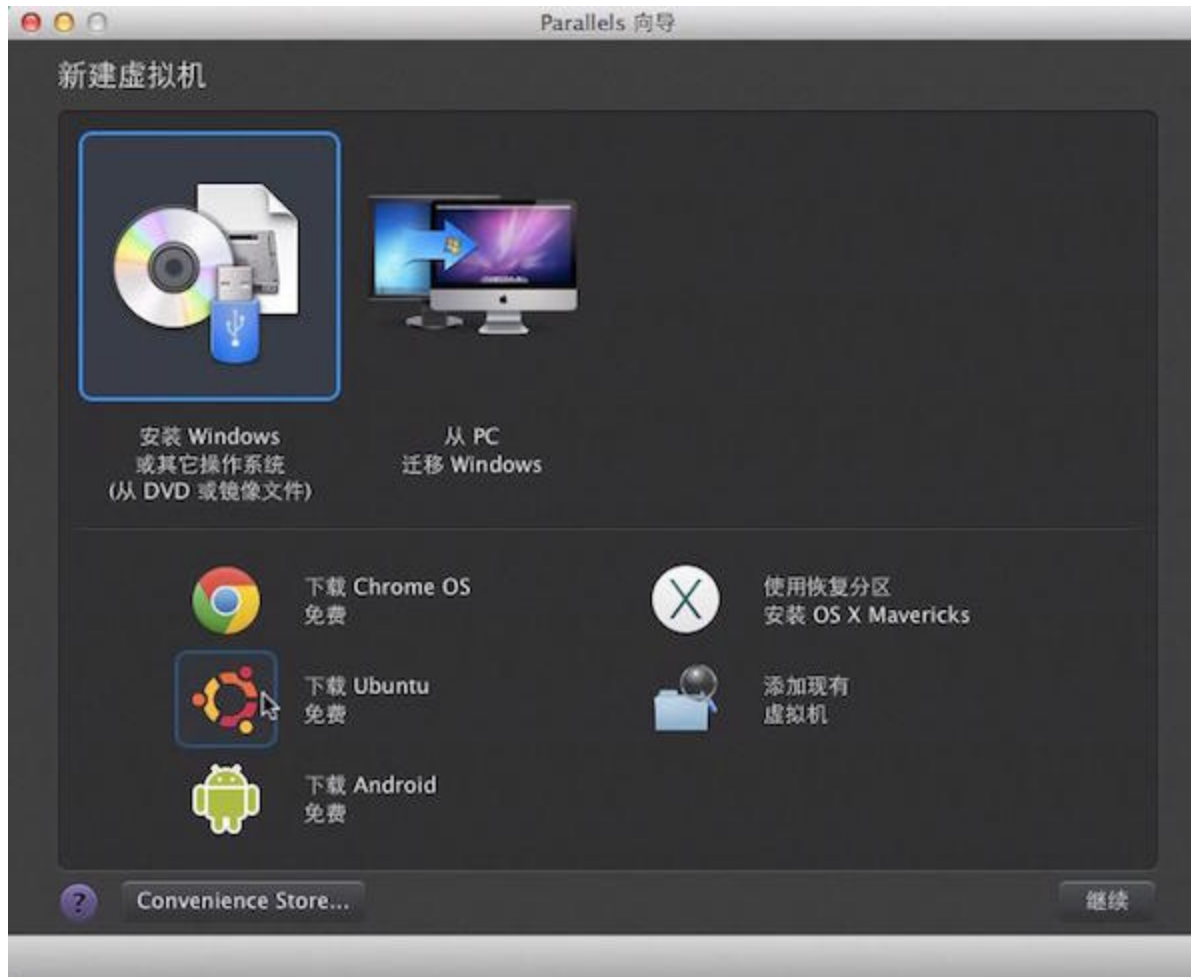 Parallels 向导
新建虚拟机
安装 Windows
或其它操作系统
(从 DVD 或镜像文件)
从 PC
迁移 Windows
下载 Chrome OS
免费
使用恢复分区
安装 OS X Mavericks
下载 Ubuntu
免费
添加现有
虚拟机
下载 Android
免费
?
Convenience Store...
继续